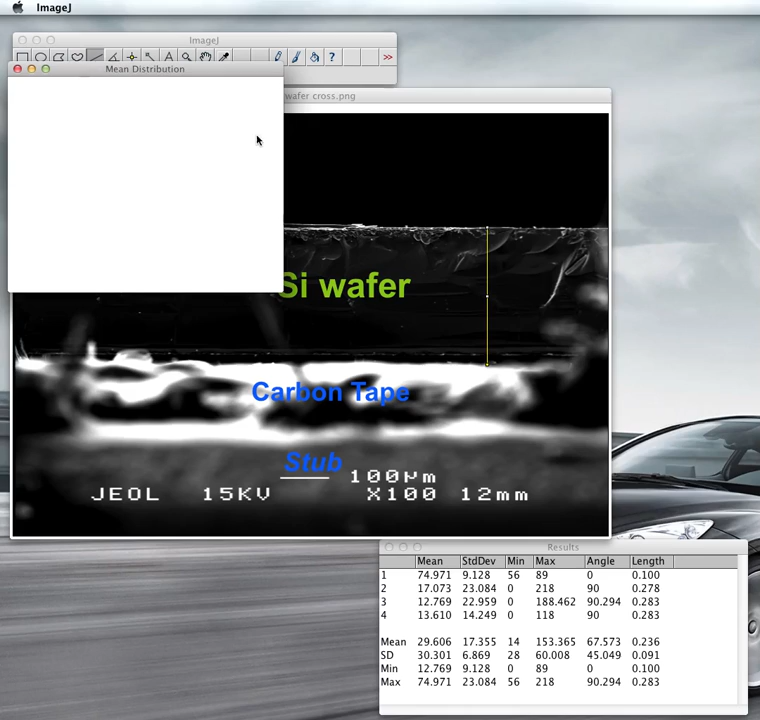 ImageJ
ImageJ
A
?
>>
Mean Distribution
wafer cross.png
Si wafer
Carbon Tape
Stub
100μm
JEOL 15KV X100 12mm
Results
Mean StdDev Min Max Angle Length
1 74.971 9.128 56 89 0 0.100
2 17.073 23.084 0 218 90 0.278
3 12.769 22.959 0 188.462 90.294 0.283
4 13.610 14.249 0 118 90 0.283
Mean 29.606 17.355 14 153.365 67.573 0.236
SD 30.301 6.869 28 60.008 45.049 0.091
Min 12.769 9.128 0 89 0 0.100
Max 74.971 23.084 56 218 90.294 0.283